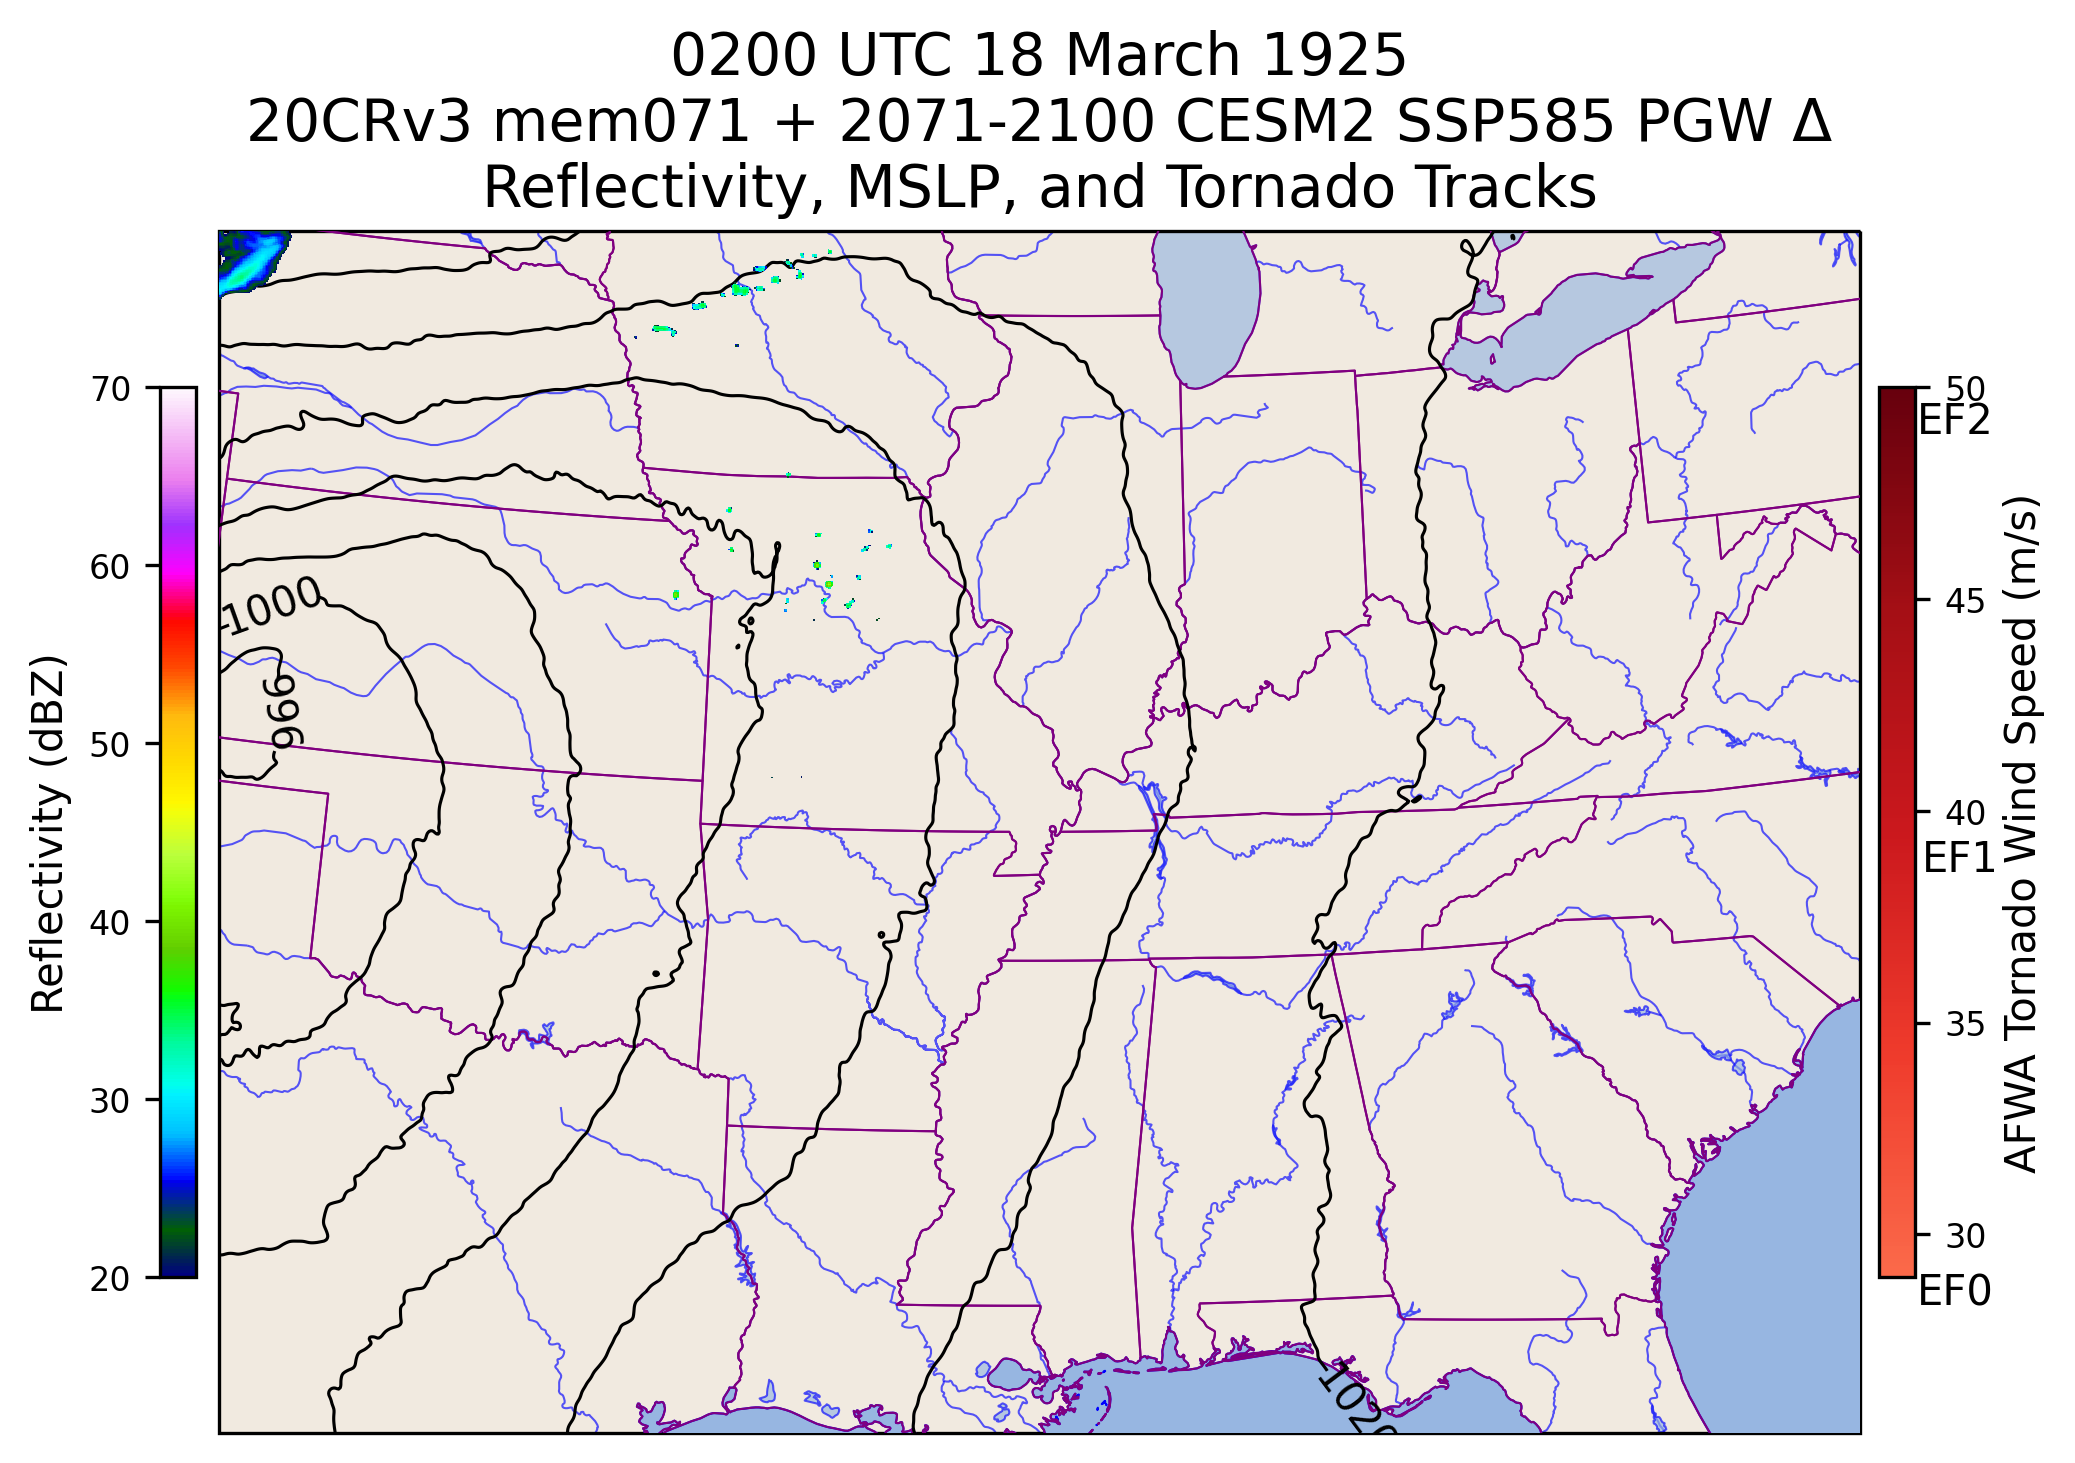 0200 UTC 18 March 1925
20CRv3 mem071 + 2071-2100 CESM2 SSP585 PGW Δ
Reflectivity, MSLP, and Tornado Tracks
Reflectivity (dBZ)
70
60
50
40
30
20
1000
996
1020
50
EF2
45
40
EF1
35
30
EF0
AFWA Tornado Wind Speed (m/s)